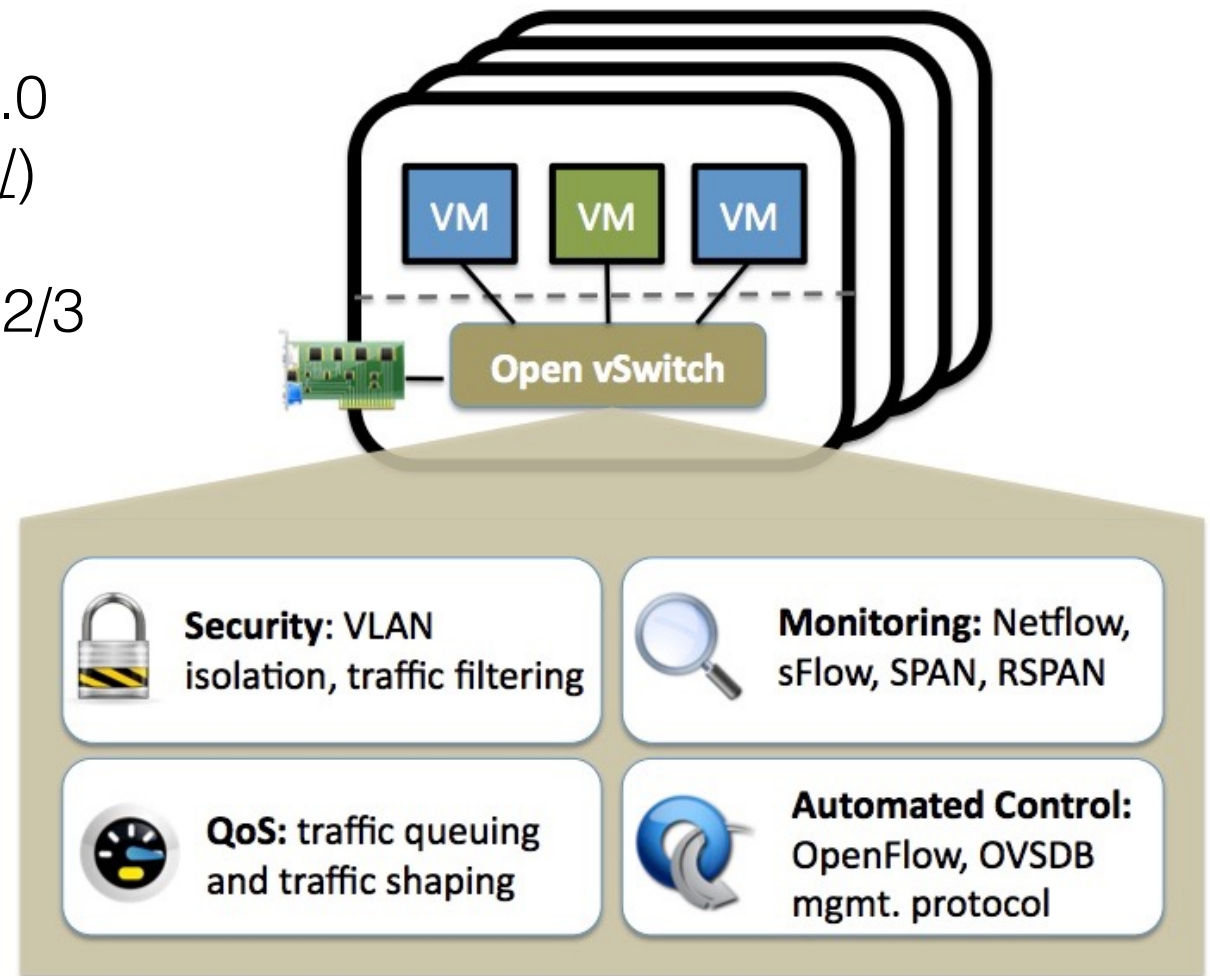 .0
/)
2/3
VM VM VM
Open vSwitch
Security: VLAN
isolation, traffic filtering
Monitoring: Netflow,
sFlow, SPAN, RSPAN
QoS: traffic queuing
and traffic shaping
Automated Control:
OpenFlow, OVSDB
mgmt. protocol